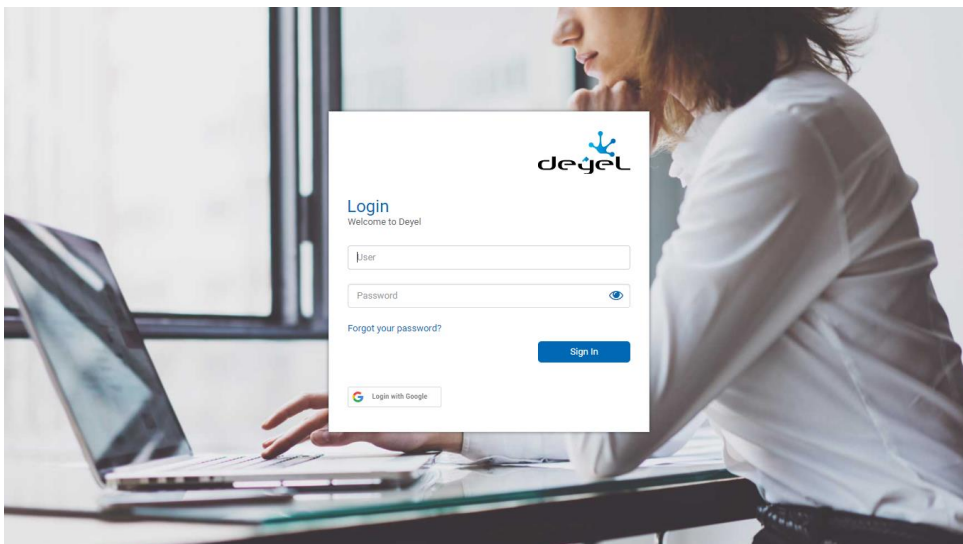 deyel
Login
Welcome to Deyel
User
Password
Forgot your password?
Sign In
Login with Google